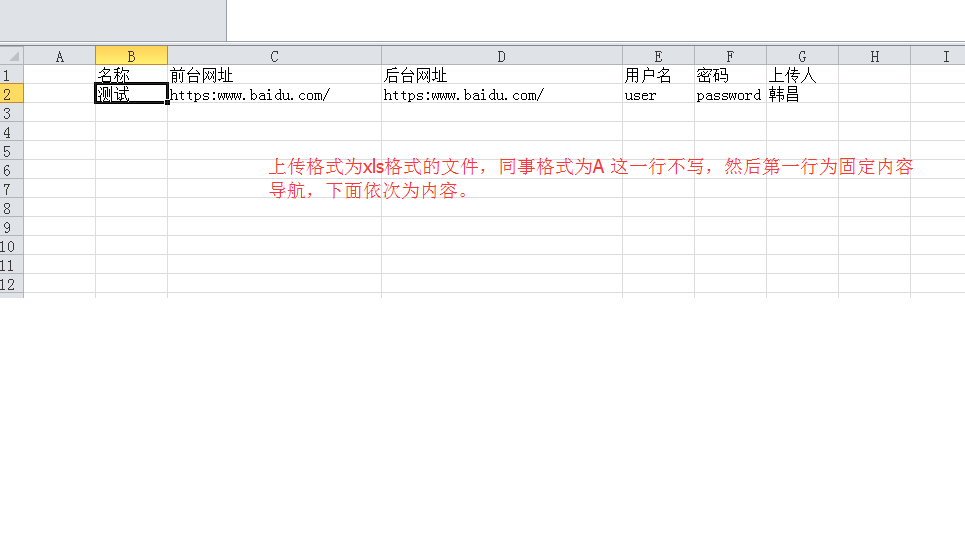 A B C D E F G H I
1 名称 前台网址 后台网址 用户名 密码 上传人
2 测试 https:www.baidu.com/ https:www.baidu.com/ user password 韩昌
3
4
5
6 上传格式为xls格式的文件，同事格式为A 这一行不写，然后第一行为固定内容
7 导航，下面依次为内容。
8
9
10
11
12